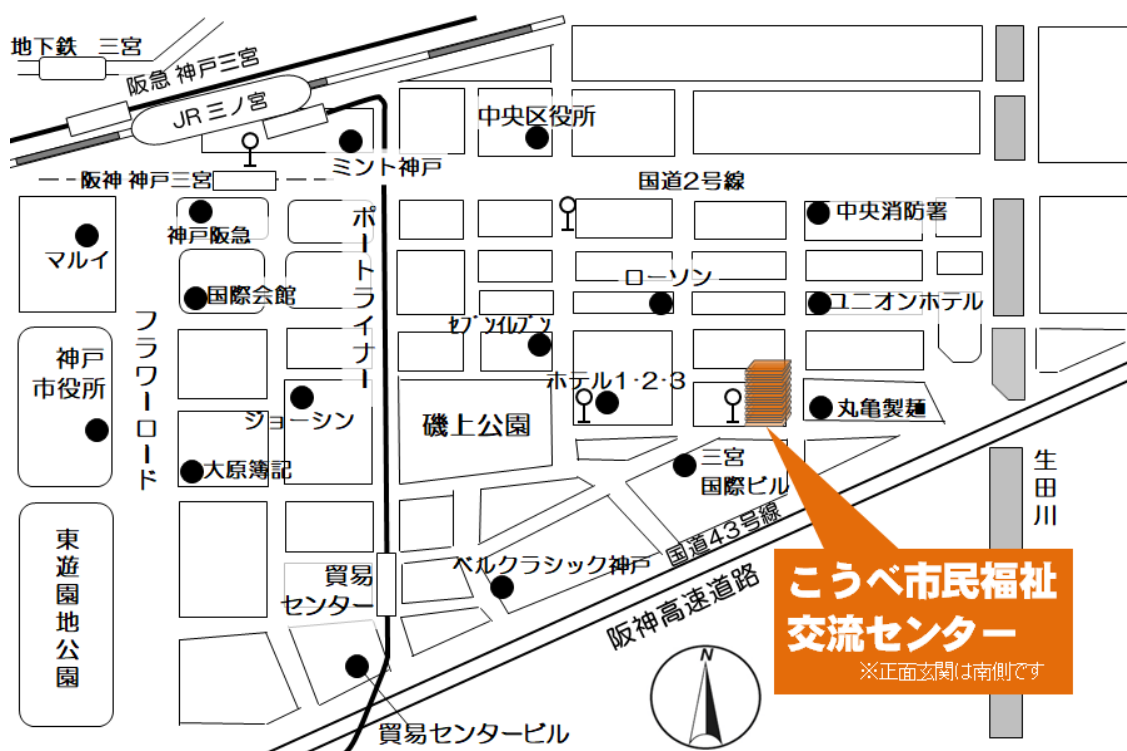 地下鉄 三宮
阪急 神戸三宮
JR 三ノ宮
中央区役所
ミント神戸
阪神 神戸三宮
国道2号線
神戸阪急
マルイ
ポートライナー
中央消防署
国際会館
ローソン
ユニオンホテル
フラワーロード
セブンイレブン
神戸
市役所
ホテル1・2・3
ジョーシン
磯上公園
丸亀製麺
大原簿記
三宮
国際ビル
生田川
国道43号線
東遊園地公園
貿易
センター
ベルクラシック神戸
阪神高速道路
こうべ市民福祉
交流センター
※正面玄関は南側です
N
貿易センタービル